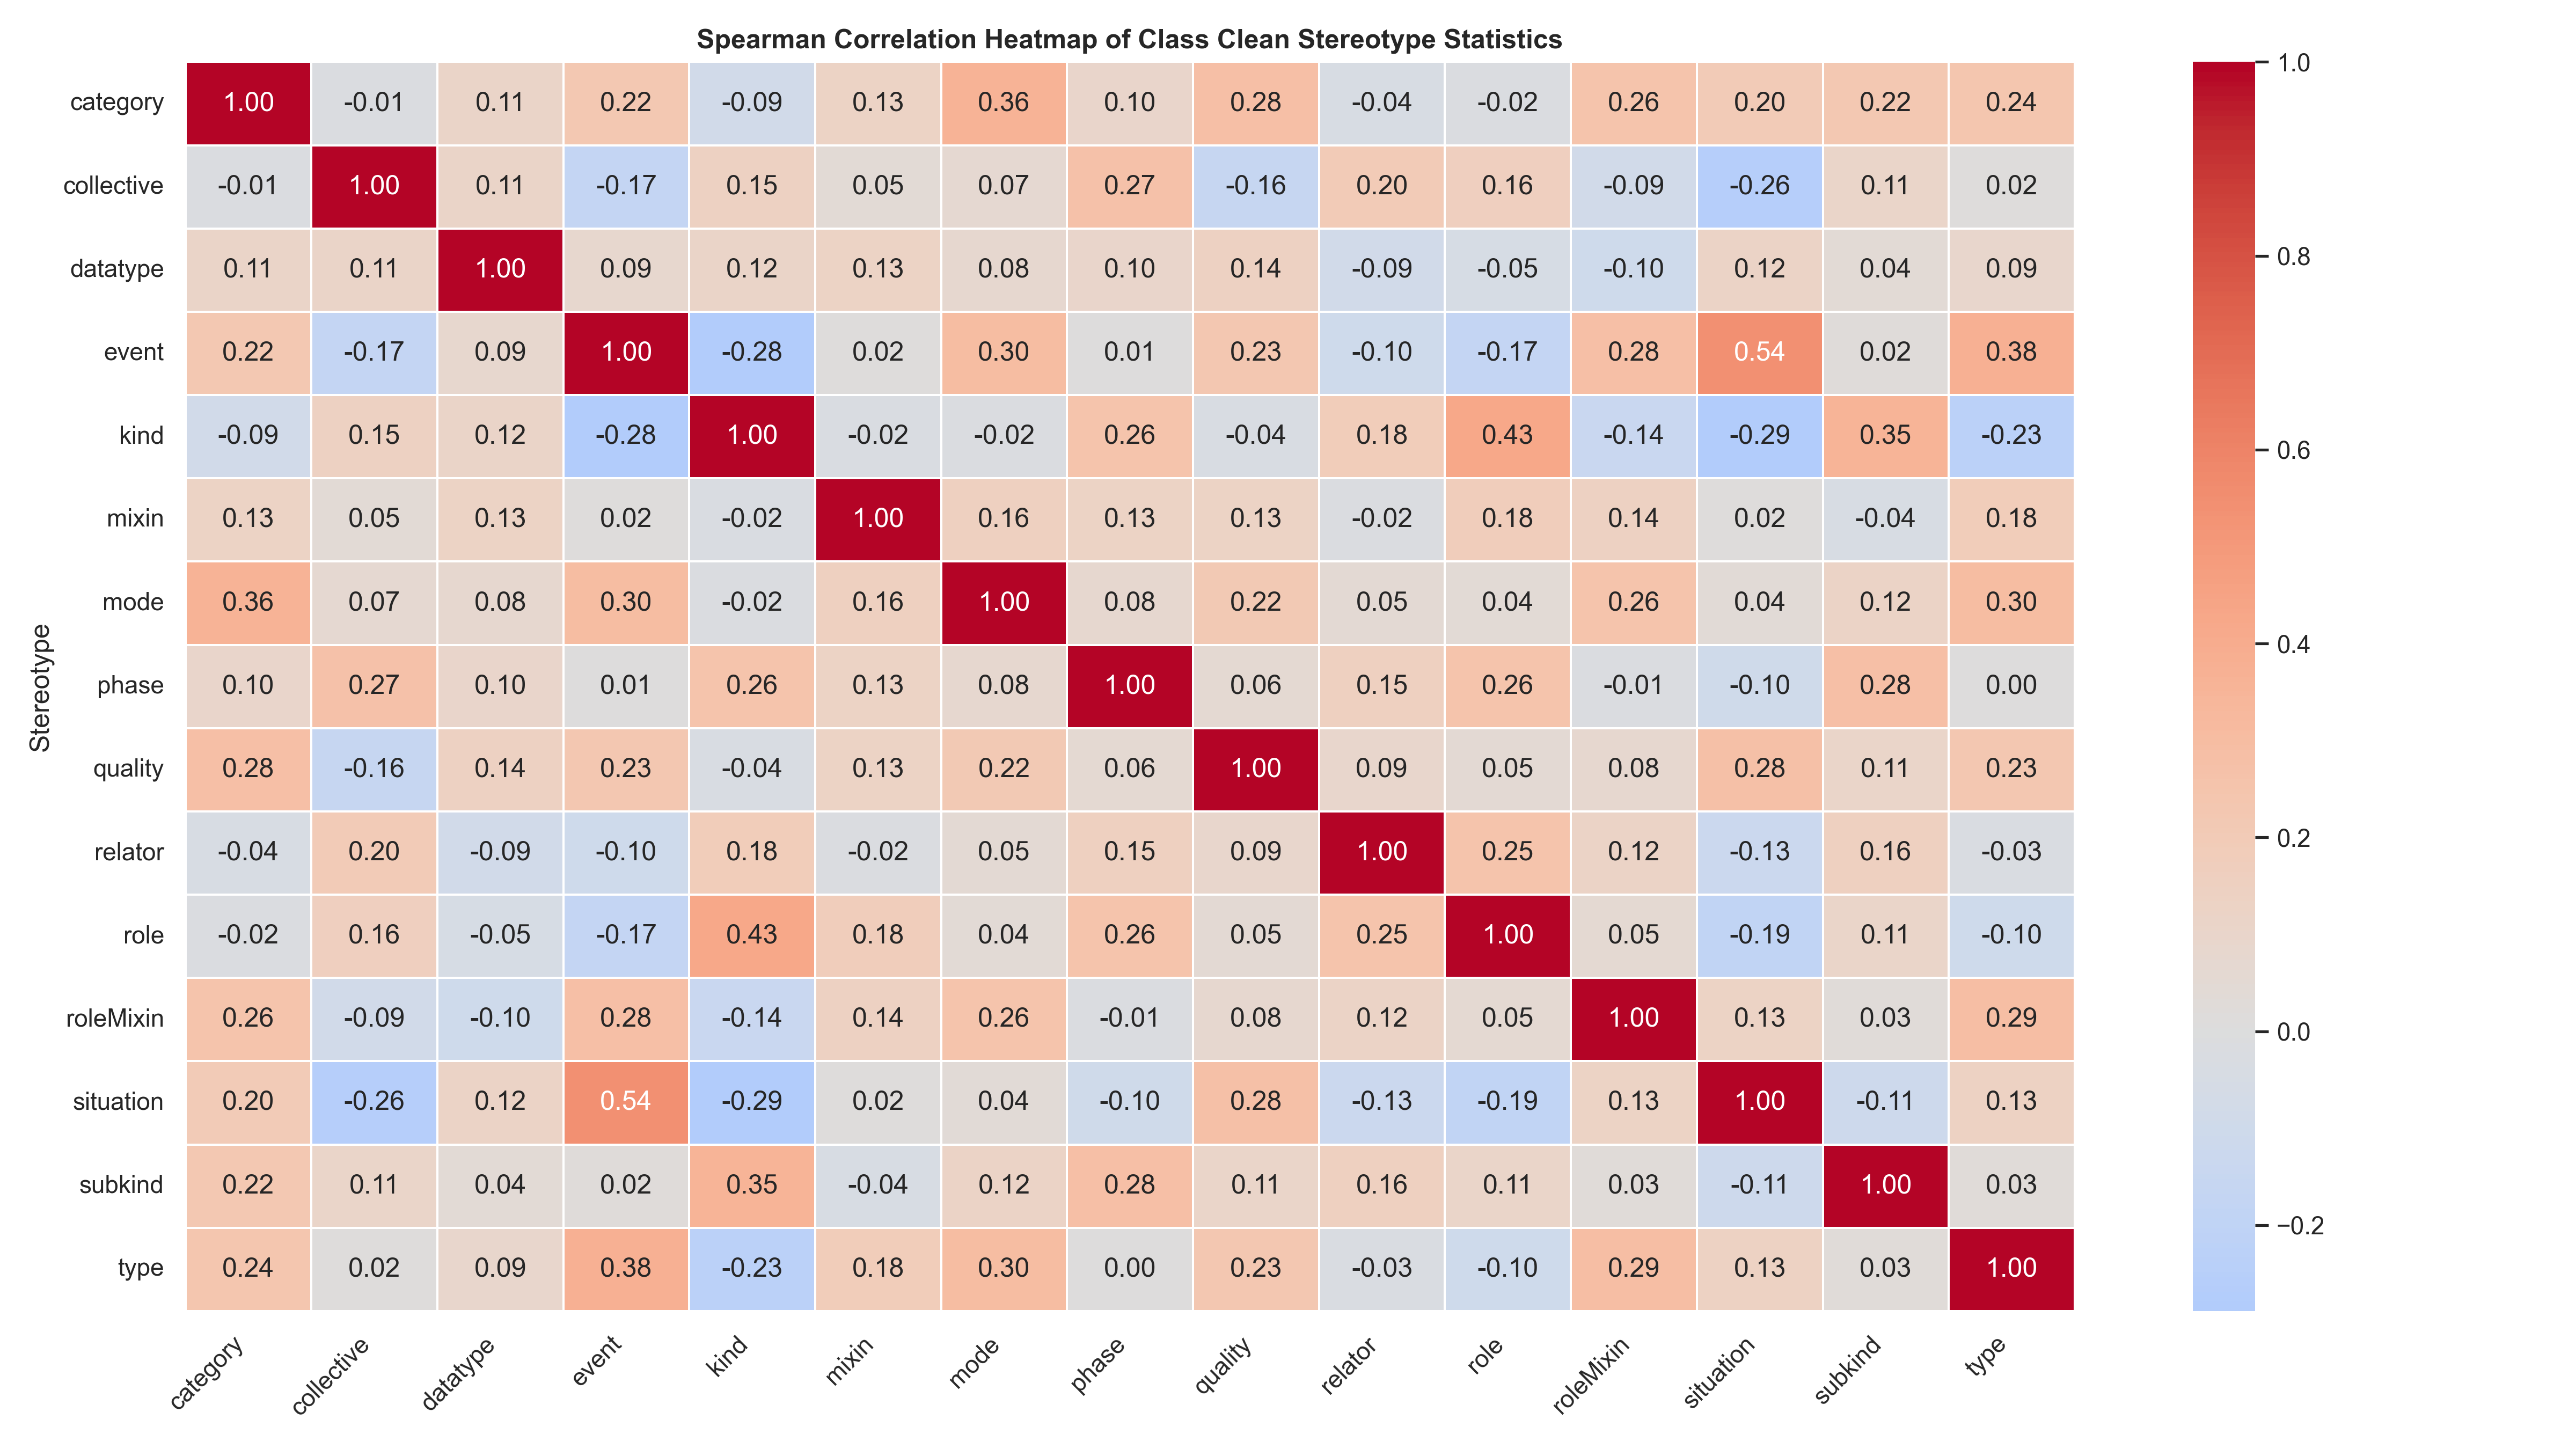 Spearman Correlation Heatmap of Class Clean Stereotype Statistics
category 1.00 -0.01 0.11 0.22 -0.09 0.13 0.36 0.10 0.28 -0.04 -0.02 0.26 0.20 0.22 0.24
collective -0.01 1.00 0.11 -0.17 0.15 0.05 0.07 0.27 -0.16 0.20 0.16 -0.09 -0.26 0.11 0.02
datatype 0.11 0.11 1.00 0.09 0.12 0.13 0.08 0.10 0.14 -0.09 -0.05 -0.10 0.12 0.04 0.09
event 0.22 -0.17 0.09 1.00 -0.28 0.02 0.30 0.01 0.23 -0.10 -0.17 0.28 0.54 0.02 0.38
kind -0.09 0.15 0.12 -0.28 1.00 -0.02 -0.02 0.26 -0.04 0.18 0.43 -0.14 -0.29 0.35 -0.23
mixin 0.13 0.05 0.13 0.02 -0.02 1.00 0.16 0.13 0.13 -0.02 0.18 0.14 0.02 -0.04 0.18
mode 0.36 0.07 0.08 0.30 -0.02 0.16 1.00 0.08 0.22 0.05 0.04 0.26 0.04 0.12 0.30
phase 0.10 0.27 0.10 0.01 0.26 0.13 0.08 1.00 0.06 0.15 0.26 -0.01 -0.10 0.28 0.00
quality 0.28 -0.16 0.14 0.23 -0.04 0.13 0.22 0.06 1.00 0.09 0.05 0.08 0.28 0.11 0.23
relator -0.04 0.20 -0.09 -0.10 0.18 -0.02 0.05 0.15 0.09 1.00 0.25 0.12 -0.13 0.16 -0.03
role -0.02 0.16 -0.05 -0.17 0.43 0.18 0.04 0.26 0.05 0.25 1.00 0.05 -0.19 0.11 -0.10
roleMixin 0.26 -0.09 -0.10 0.28 -0.14 0.14 0.26 -0.01 0.08 0.12 0.05 1.00 0.13 0.03 0.29
situation 0.20 -0.26 0.12 0.54 -0.29 0.02 0.04 -0.10 0.28 -0.13 -0.19 0.13 1.00 -0.11 0.13
subkind 0.22 0.11 0.04 0.02 0.35 -0.04 0.12 0.28 0.11 0.16 0.11 0.03 -0.11 1.00 0.03
type 0.24 0.02 0.09 0.38 -0.23 0.18 0.30 0.00 0.23 -0.03 -0.10 0.29 0.13 0.03 1.00
category collective datatype event kind mixin mode phase quality relator role roleMixin situation subkind type
Stereotype
1.0
0.8
0.6
0.4
0.2
0.0
−0.2